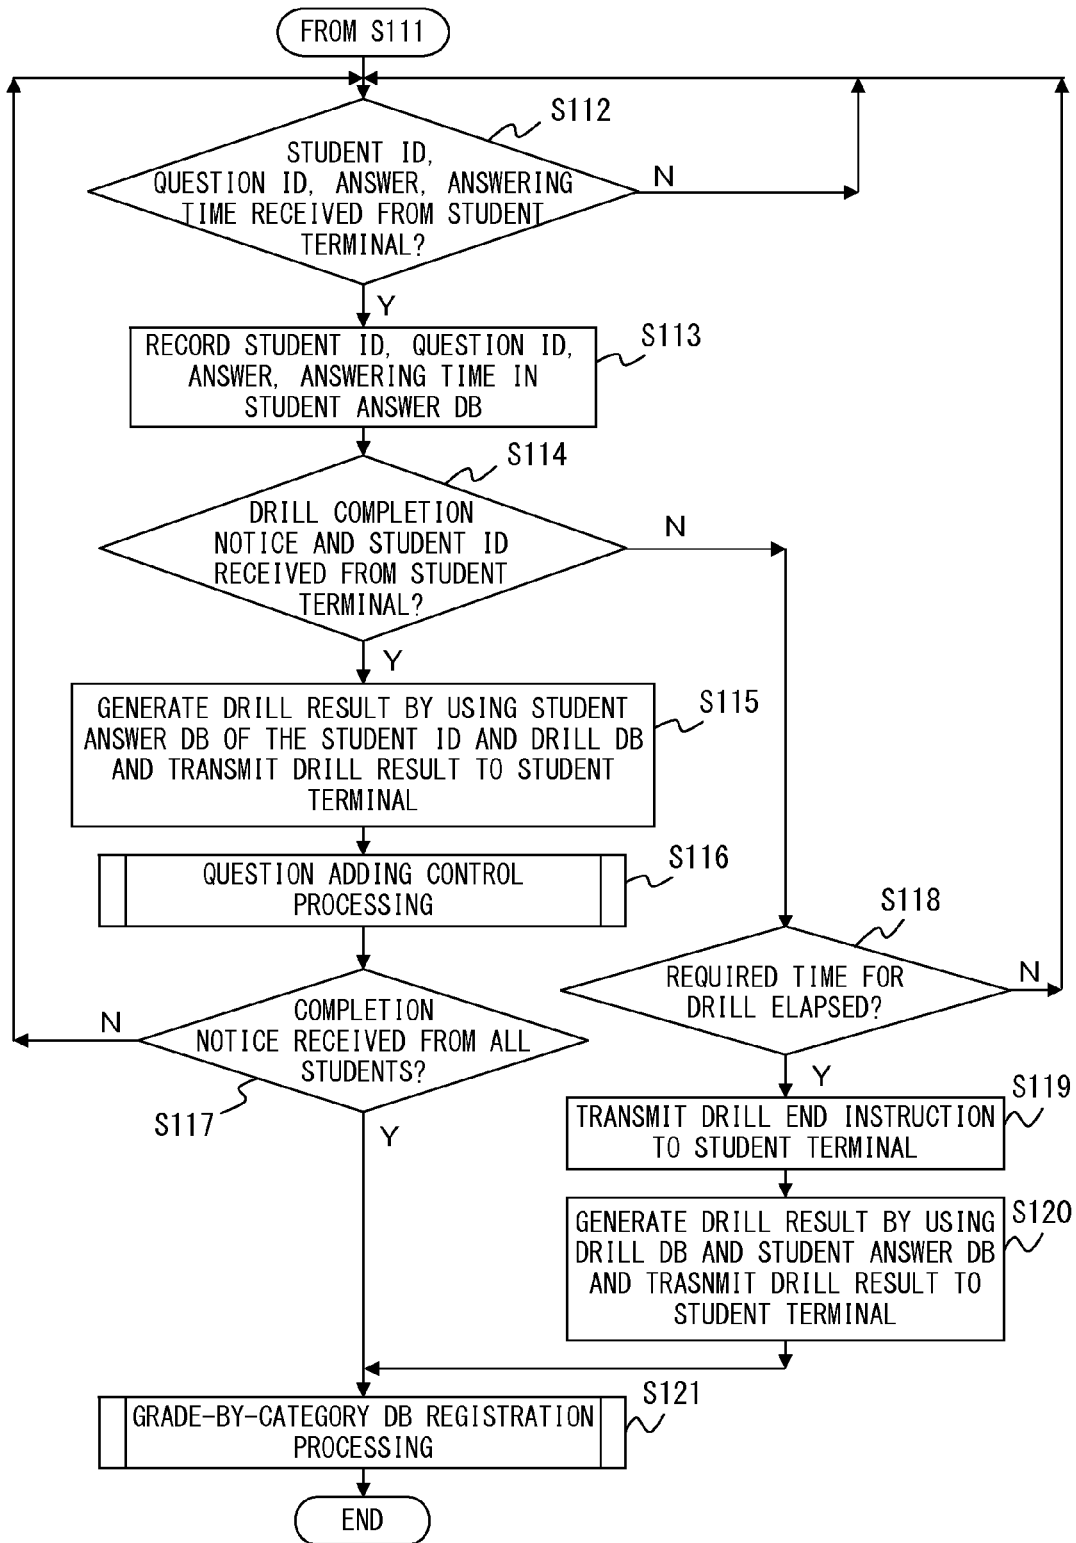 FROM S111
S112
STUDENT ID,
QUESTION ID, ANSWER, ANSWERING
TIME RECEIVED FROM STUDENT
TERMINAL?
N
Y
S113
RECORD STUDENT ID, QUESTION ID,
ANSWER, ANSWERING TIME IN
STUDENT ANSWER DB
S114
DRILL COMPLETION
NOTICE AND STUDENT ID
RECEIVED FROM STUDENT
TERMINAL?
N
Y
S115
GENERATE DRILL RESULT BY USING STUDENT
ANSWER DB OF THE STUDENT ID AND DRILL DB
AND TRANSMIT DRILL RESULT TO STUDENT
TERMINAL
S116
QUESTION ADDING CONTROL
PROCESSING
S117
COMPLETION
NOTICE RECEIVED FROM ALL
STUDENTS?
N
Y
S118
REQUIRED TIME FOR
DRILL ELAPSED?
N
Y
S119
TRANSMIT DRILL END INSTRUCTION
TO STUDENT TERMINAL
S120
GENERATE DRILL RESULT BY USING
DRILL DB AND STUDENT ANSWER DB
AND TRASNMIT DRILL RESULT TO
STUDENT TERMINAL
S121
GRADE-BY-CATEGORY DB REGISTRATION
PROCESSING
END